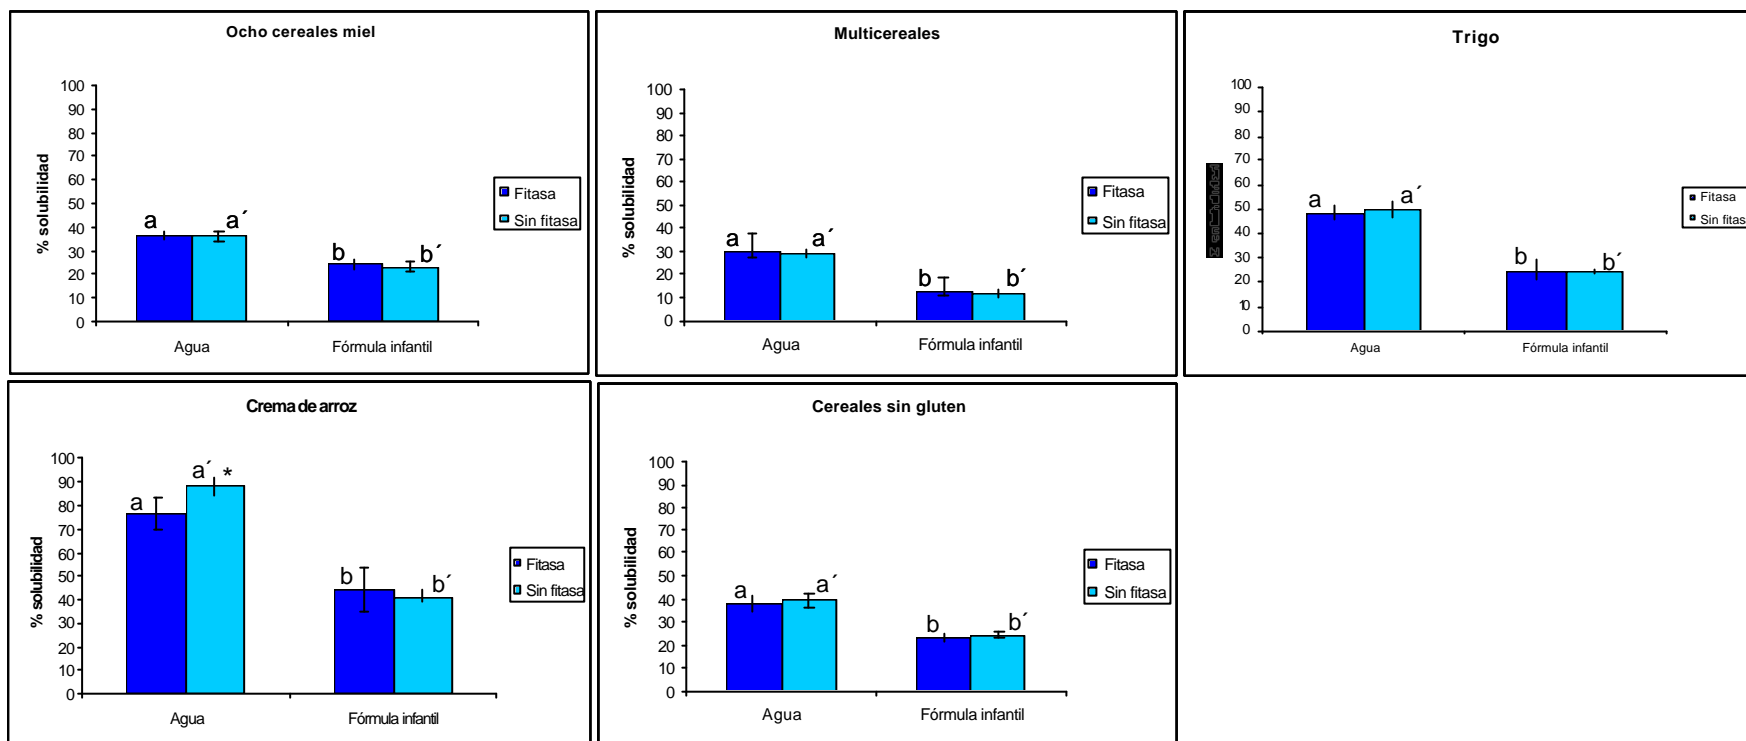 Ocho cereales miel
% solubilidad
100
90
80
70
60
50
40
30
20
10
0
a a´
b b´
Agua Fórmula infantil
Fitasa
Sin fitasa
Multicereales
% solubilidad
100
90
80
70
60
50
40
30
20
10
0
a a´
b b´
Agua Fórmula infantil
Fitasa
Sin fitasa
Trigo
100
90
80
70
60
50
40
30
20
10
0
a a´
b b´
Agua Fórmula infantil
Fitasa
Sin fitasa
Crema de arroz
% solubilidad
100
90
80
70
60
50
40
30
20
10
0
a a´ *
b b´
Agua Fórmula infantil
Fitasa
Sin fitasa
Cereales sin gluten
% solubilidad
100
90
80
70
60
50
40
30
20
10
0
a a´
b b´
Agua Fórmula infantil
Fitasa
Sin fitasa